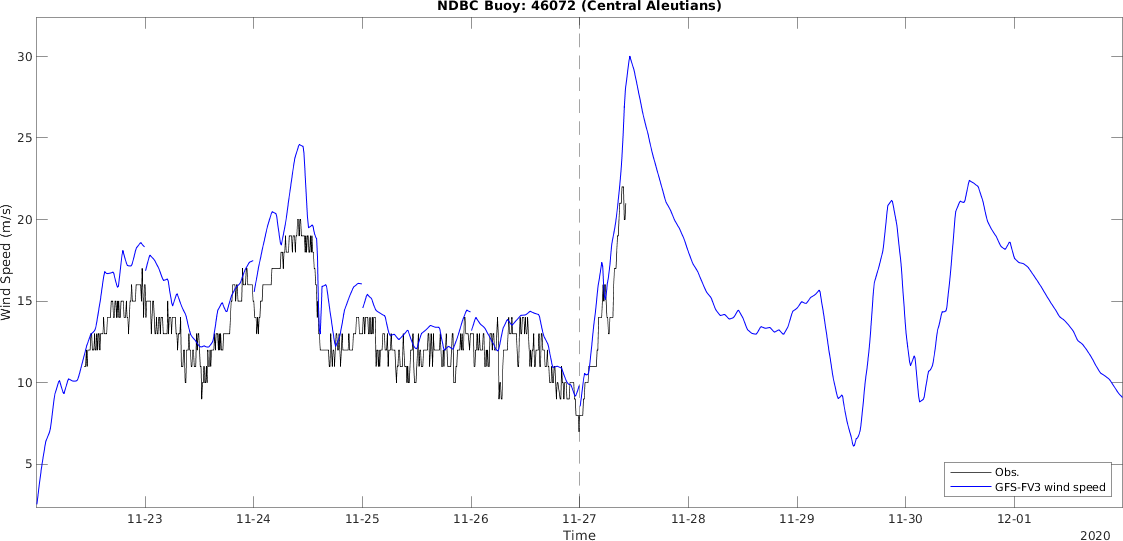 NDBC Buoy: 46072 (Central Aleutians)
Wind Speed (m/s)
30
25
20
15
10
5
Obs.
GFS-FV3 wind speed
11-23 11-24 11-25 11-26 11-27 11-28 11-29 11-30 12-01
Time
2020